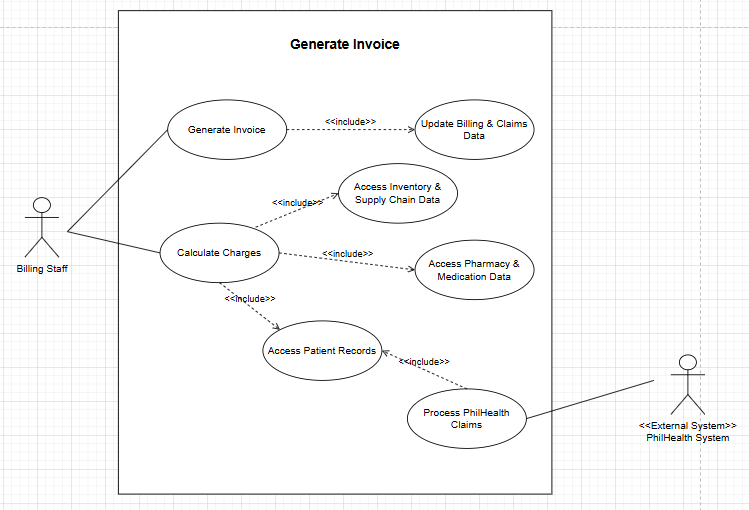 Generate Invoice
Generate Invoice
<<include>>
Update Billing & Claims
Data
Access Inventory &
Supply Chain Data
<<include>>
Calculate Charges
<<include>>
Access Pharmacy &
Medication Data
Billing Staff
<<include>>
Access Patient Records
<<include>>
Process PhilHealth
Claims
<<External System>>
PhilHealth System